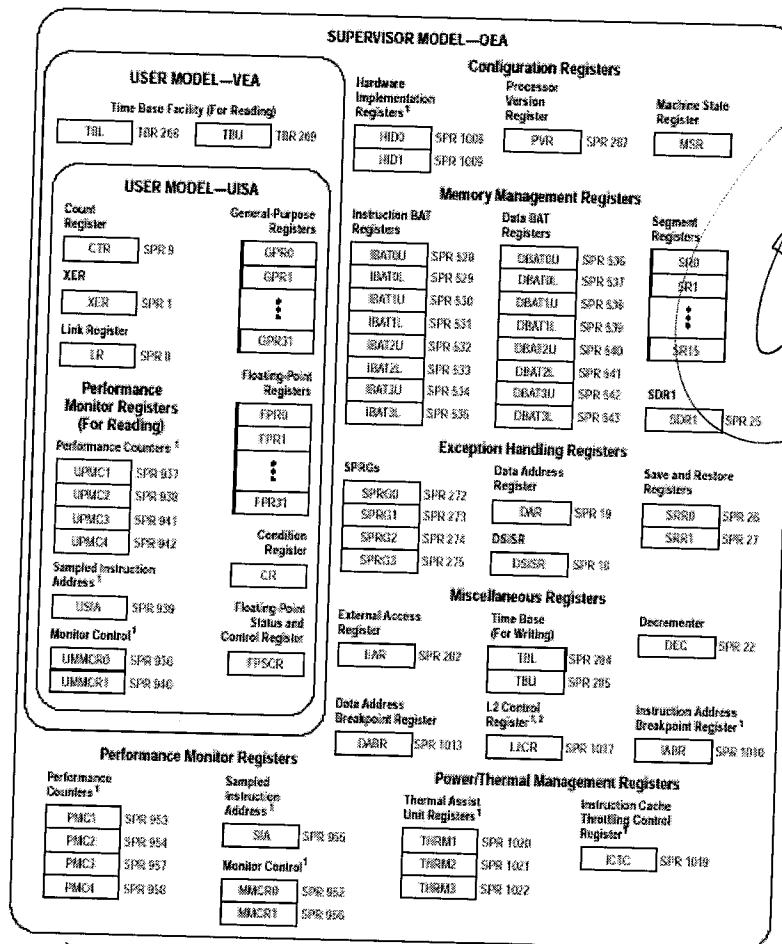 SUPERVISOR MODEL—OEA
USER MODEL—VEA
Time Base Facility (For Reading)
TBL TBR 268 TBU TBR 269
USER MODEL—UISA
Count
Register
CTR SPR 9
XER
XER SPR 1
Link Register
LR SPR 8
Performance
Monitor Registers
(For Reading)
Performance Counters 1
UPMC1 SPR 937
UPMC2 SPR 938
UPMC3 SPR 941
UPMC4 SPR 942
Sampled Instruction
Address 1
USIA SPR 939
Monitor Control 1
UMMCR0 SPR 936
UMMCR1 SPR 940
General-Purpose
Registers
GPR0
GPR1
GPR31
Floating-Point
Registers
FPR0
FPR1
FPR31
Condition
Register
CR
Floating-Point
Status and
Control Register
FPSCR
Configuration Registers
Hardware
Implementation
Registers 1
HID0 SPR 1008
HID1 SPR 1009
Processor
Version
Register
PVR SPR 287
Machine State
Register
MSR
Memory Management Registers
Instruction BAT
Registers
IBAT0U SPR 528
IBAT0L SPR 529
IBAT1U SPR 530
IBAT1L SPR 531
IBAT2U SPR 532
IBAT2L SPR 533
IBAT3U SPR 534
IBAT3L SPR 535
Data BAT
Registers
DBAT0U SPR 536
DBAT0L SPR 537
DBAT1U SPR 538
DBAT1L SPR 539
DBAT2U SPR 540
DBAT2L SPR 541
DBAT3U SPR 542
DBAT3L SPR 543
Segment
Registers
SR0
SR1
SR15
SDR1
SDR1 SPR 25
Exception Handling Registers
SPRGs
SPRG0 SPR 272
SPRG1 SPR 273
SPRG2 SPR 274
SPRG3 SPR 275
Data Address
Register
DAR SPR 19
DSISR
DSISR SPR 18
Save and Restore
Registers
SRR0 SPR 26
SRR1 SPR 27
Miscellaneous Registers
External Access
Register
EAR SPR 282
Time Base
(For Writing)
TBL SPR 284
TBU SPR 285
Decrementer
DEC SPR 22
Data Address
Breakpoint Register
DABR SPR 1013
L2 Control
Register 1, 2
L2CR SPR 1017
Instruction Address
Breakpoint Register 1
IABR SPR 1010
Performance Monitor Registers
Performance
Counters 1
PMC1 SPR 953
PMC2 SPR 954
PMC3 SPR 957
PMC4 SPR 958
Sampled
Instruction
Address 1
SIA SPR 955
Monitor Control 1
MMCR0 SPR 952
MMCR1 SPR 956
Power/Thermal Management Registers
Thermal Assist
Unit Registers 1
THRM1 SPR 1020
THRM2 SPR 1021
THRM3 SPR 1022
Instruction Cache
Throttling Control
Register 1
ICTC SPR 1019